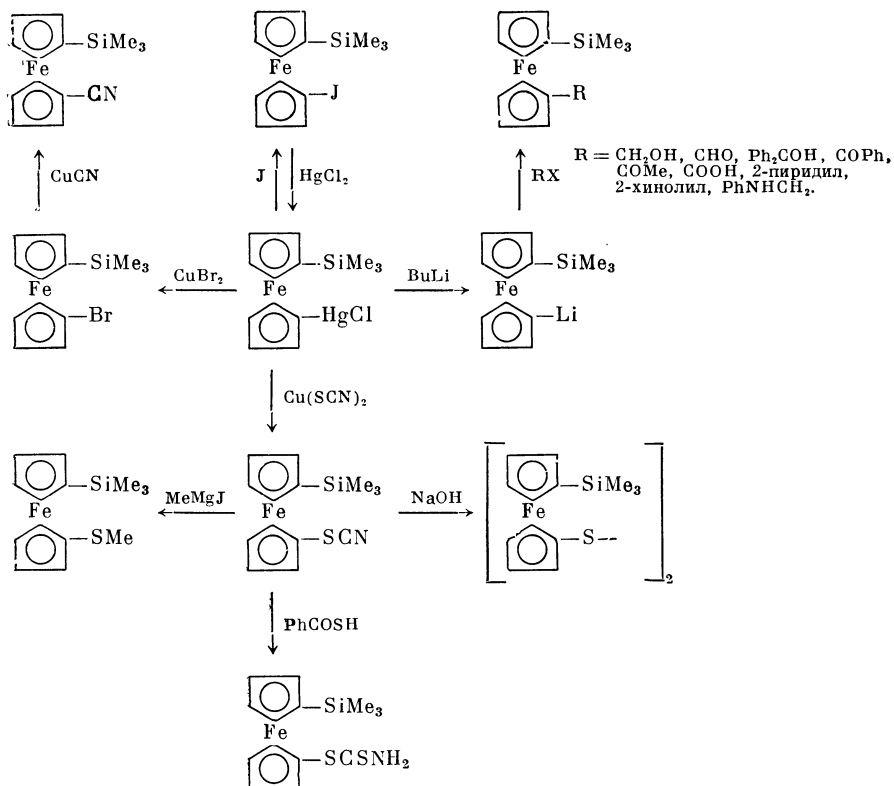 SiMe₃ SiMe₃ SiMe₃
Fe Fe Fe
CN J R
R = CH₂OH, CHO, Ph₂COH, COPh,
COMe, COOH, 2-пиридил,
2-хинолил, PhNHCH₂.
CuCN J HgCl₂ RX
SiMe₃ CuBr₂ SiMe₃ BuLi SiMe₃
Fe Fe Fe
Br HgCl Li
Cu(SCN)₂
SiMe₃ MeMgJ SiMe₃ NaOH SiMe₃
Fe Fe Fe
SMe SCN S
2
PhCOSH
SiMe₃
Fe
SCSNH₂